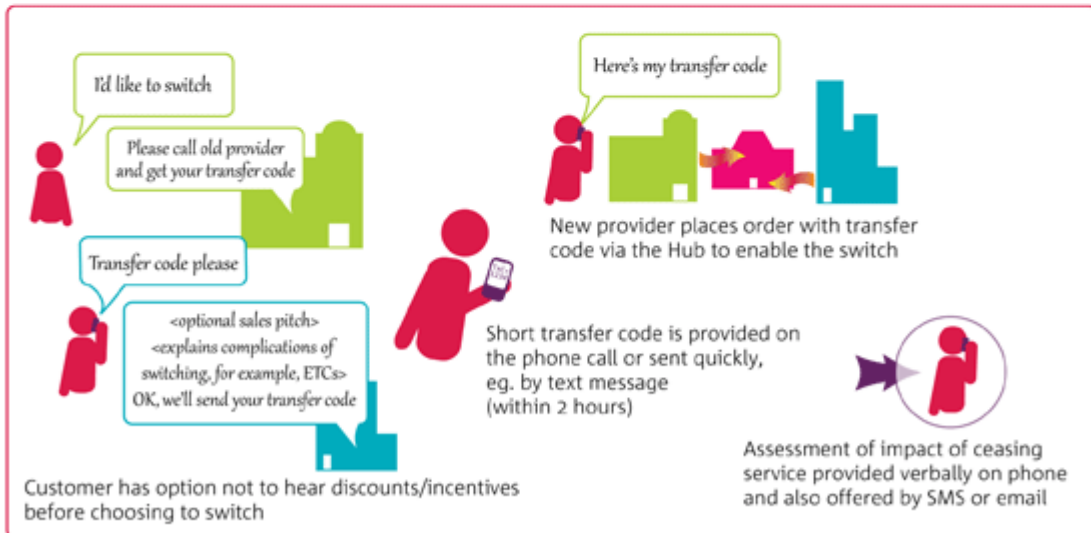 I'd like to switch
Please call old provider
and get your transfer code
Transfer code please
<optional sales pitch>
<explains complications of
switching, for example, ETCs>
OK, we'll send your transfer code
Customer has option not to hear discounts/incentives
before choosing to switch
Short transfer code is provided on
the phone call or sent quickly,
eg. by text message
(within 2 hours)
Here's my transfer code
New provider places order with transfer
code via the Hub to enable the switch
Assessment of impact of ceasing
service provided verbally on phone
and also offered by SMS or email